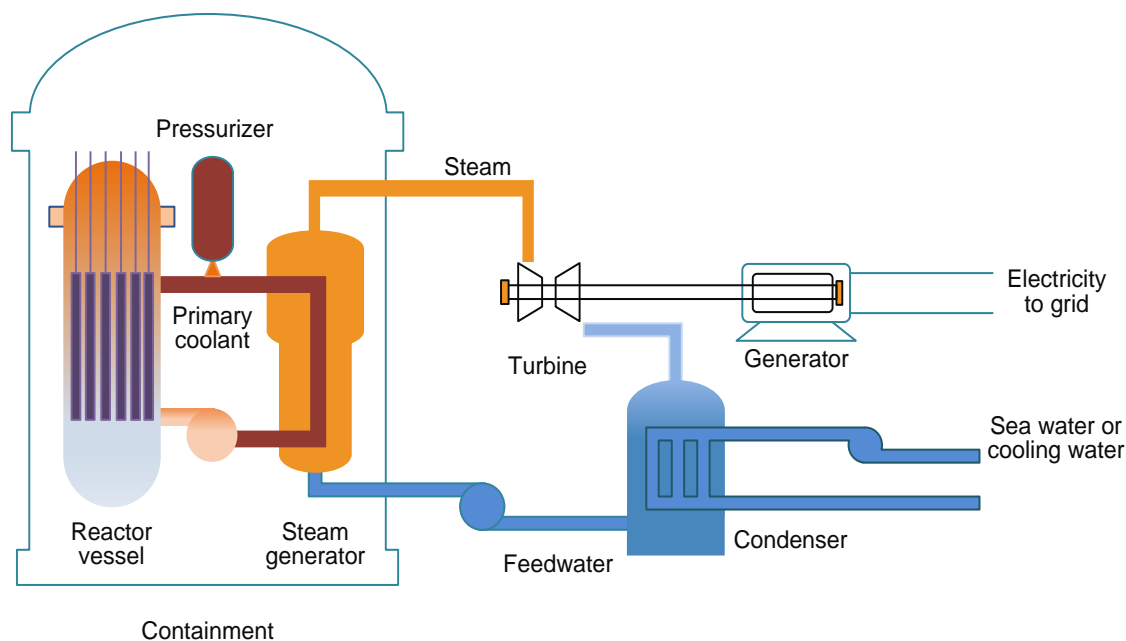 Pressurizer
Steam
Primary
coolant
Electricity
to grid
Turbine
Generator
Sea water or
cooling water
Reactor
vessel
Steam
generator
Feedwater
Condenser
Containment